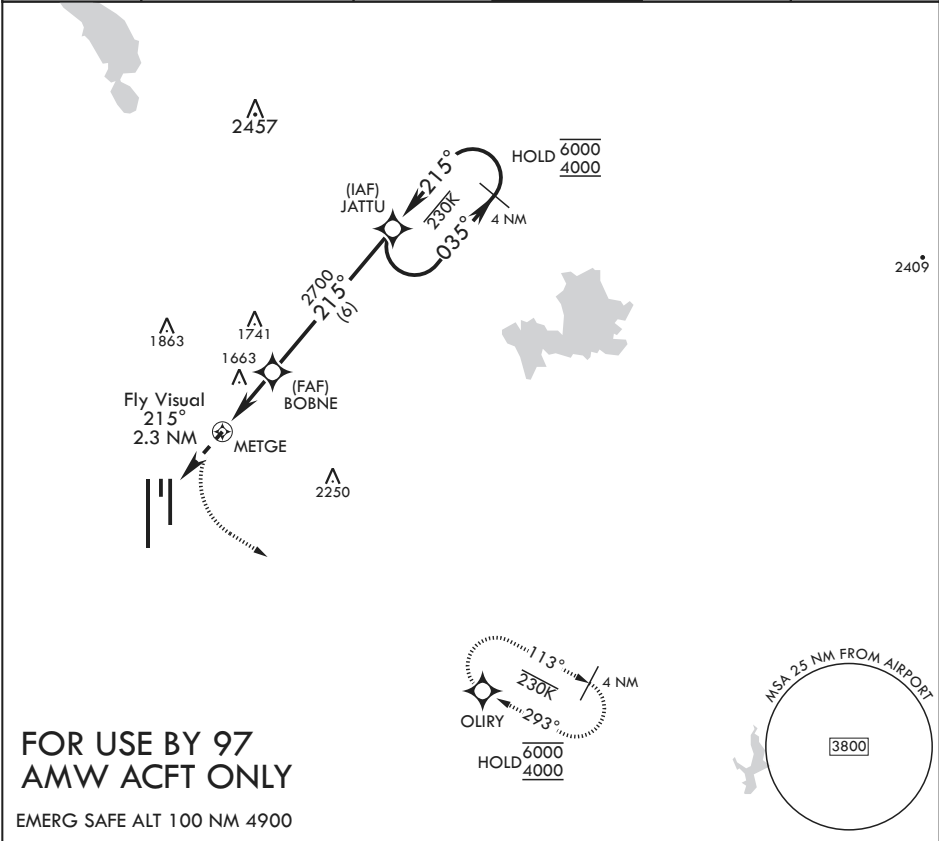 2457
HOLD 6000
4000
215°
(IAF)
JATTU
230K
4 NM
035°
2409
2700
215°
(6)
1863
1741
1663
(FAF)
BOBNE
Fly Visual
215°
2.3 NM
METGE
2250
113°
4 NM
230K
OLIRY
293°
HOLD 6000
4000
MSA 25 NM FROM AIRPORT
3800
FOR USE BY 97
AMW ACFT ONLY
EMERG SAFE ALT 100 NM 4900